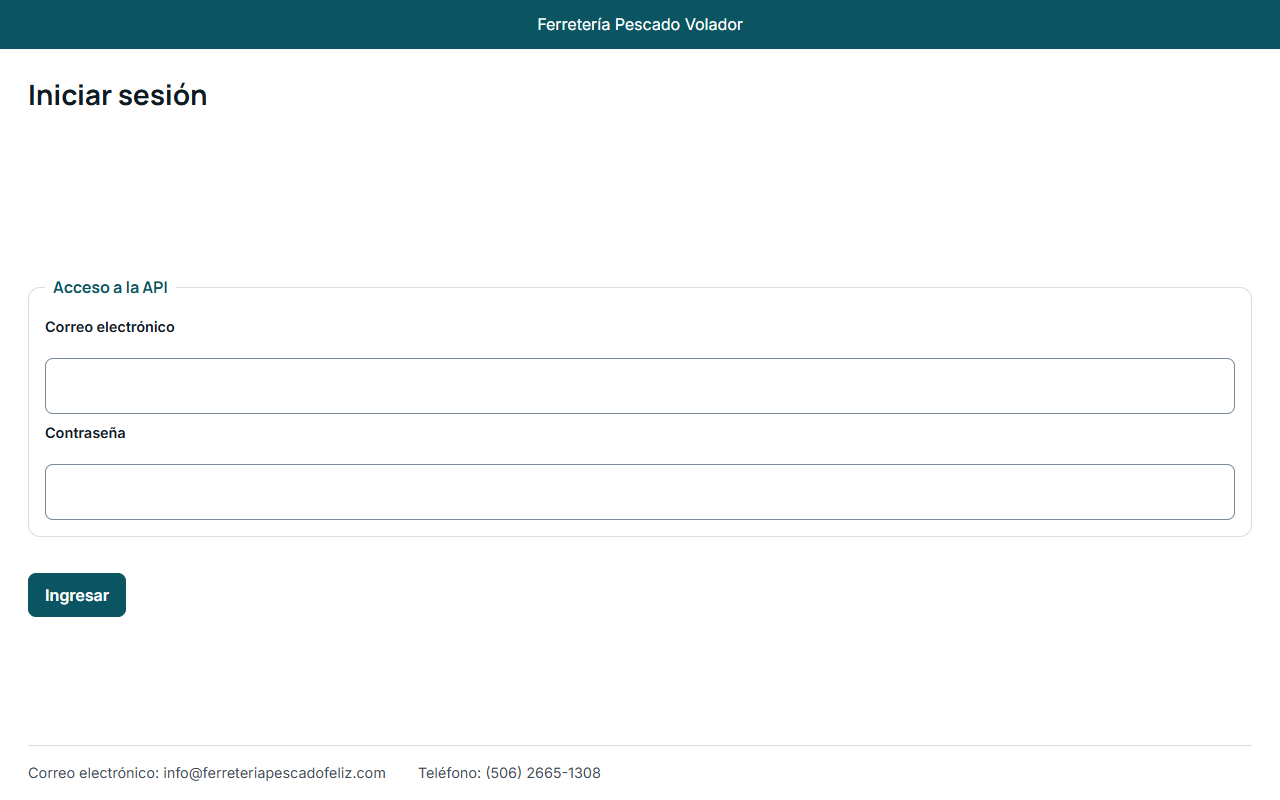 Ferretería Pescado Volador
Iniciar sesión
Acceso a la API
Correo electrónico
Contraseña
Ingresar
Correo electrónico: info@ferreteriapescadofeliz.com Teléfono: (506) 2665-1308